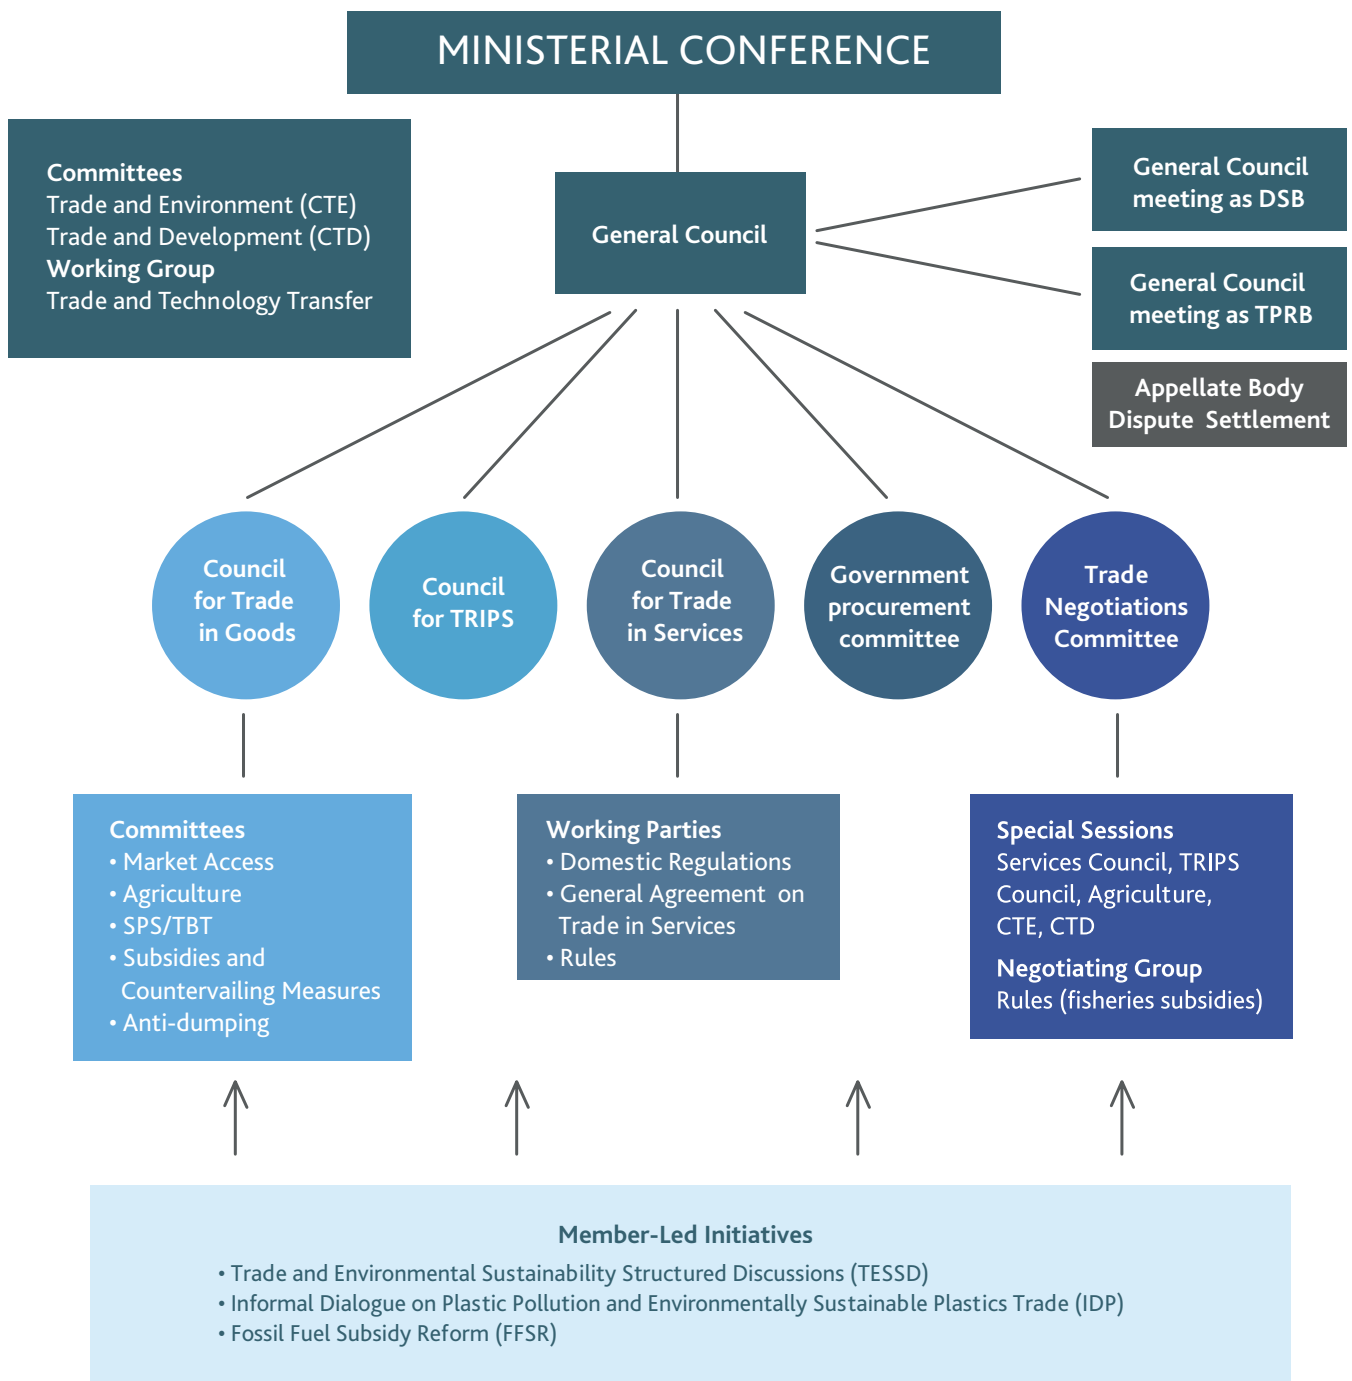 MINISTERIAL CONFERENCE
Committees
Trade and Environment (CTE)
Trade and Development (CTD)
Working Group
Trade and Technology Transfer
General Council
General Council
meeting as DSB
General Council
meeting as TPRB
Appellate Body
Dispute Settlement
Council
for Trade
in Goods
Council
for TRIPS
Council
for Trade
in Services
Government
procurement
committee
Trade
Negotiations
Committee
Committees
• Market Access
• Agriculture
• SPS/TBT
• Subsidies and
Countervailing Measures
• Anti-dumping
Working Parties
• Domestic Regulations
• General Agreement on
Trade in Services
• Rules
Special Sessions
Services Council, TRIPS
Council, Agriculture,
CTE, CTD
Negotiating Group
Rules (fisheries subsidies)
Member-Led Initiatives
• Trade and Environmental Sustainability Structured Discussions (TESSD)
• Informal Dialogue on Plastic Pollution and Environmentally Sustainable Plastics Trade (IDP)
• Fossil Fuel Subsidy Reform (FFSR)